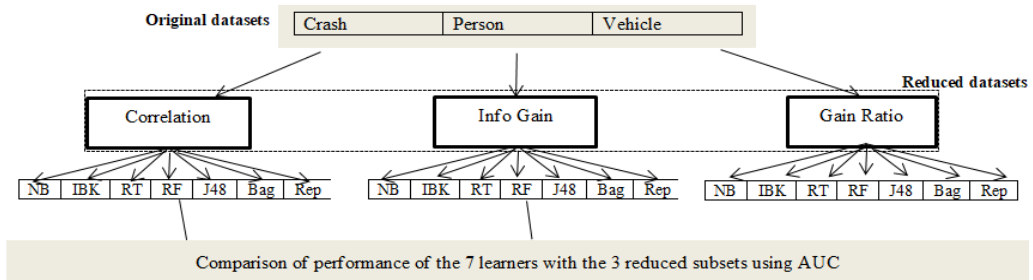 Original datasets
Crash Person Vehicle
Reduced datasets
Correlation Info Gain Gain Ratio
NB IBK RT RF J48 Bag Rep NB IBK RT RF J48 Bag Rep NB IBK RT RF J48 Bag Rep
Comparison of performance of the 7 learners with the 3 reduced subsets using AUC